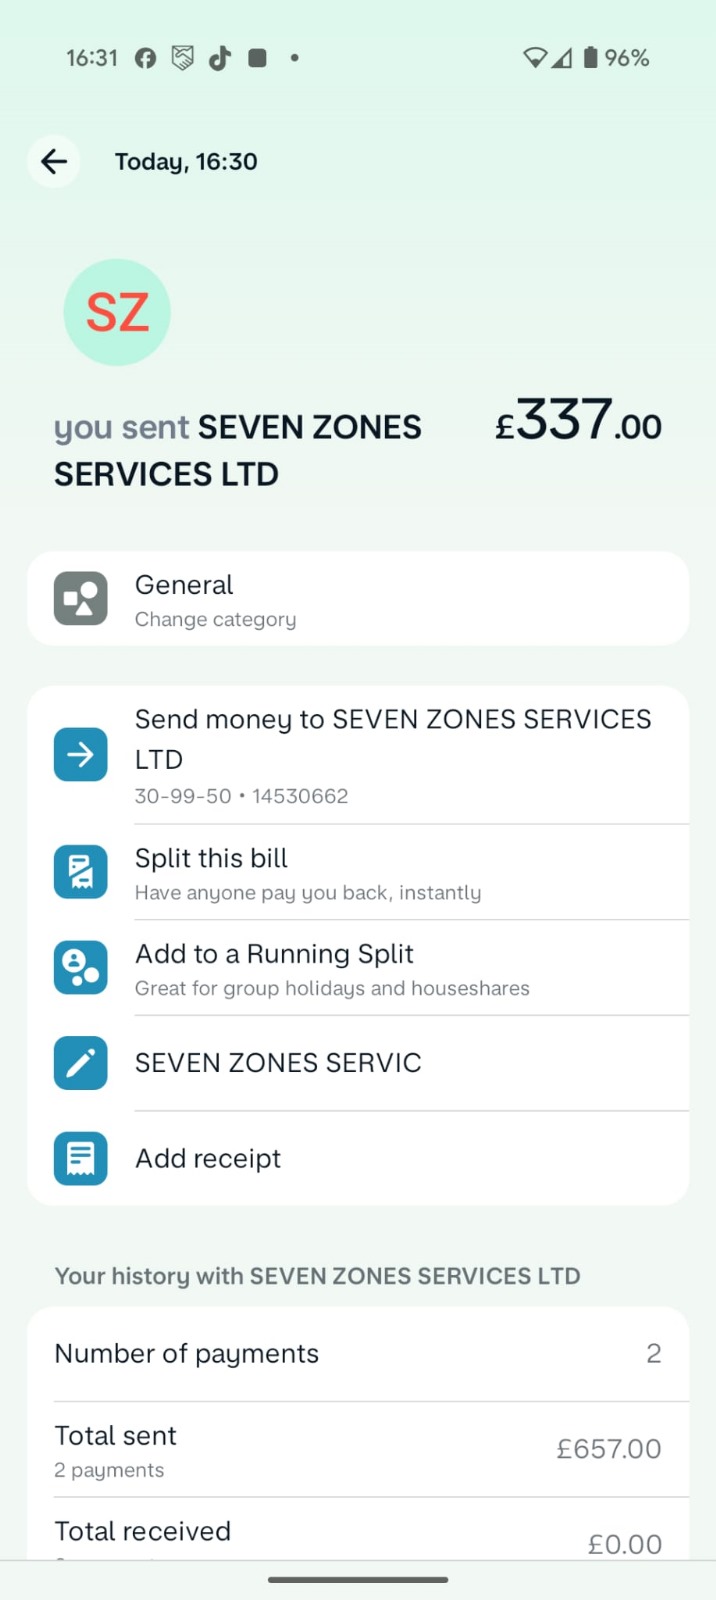 16:31 96%
Today, 16:30
SZ
you sent SEVEN ZONES £337.00
SERVICES LTD
General
Change category
Send money to SEVEN ZONES SERVICES
LTD
30-99-50 • 14530662
Split this bill
Have anyone pay you back, instantly
Add to a Running Split
Great for group holidays and houseshares
SEVEN ZONES SERVIC
Add receipt
Your history with SEVEN ZONES SERVICES LTD
Number of payments 2
Total sent £657.00
2 payments
Total received £0.00